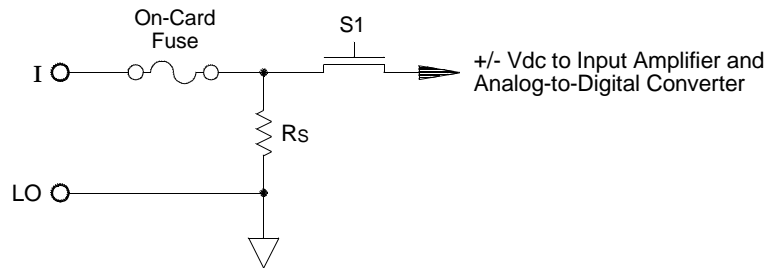 On-Card
Fuse
S1
I
+/- Vdc to Input Amplifier and
Analog-to-Digital Converter
RS
LO